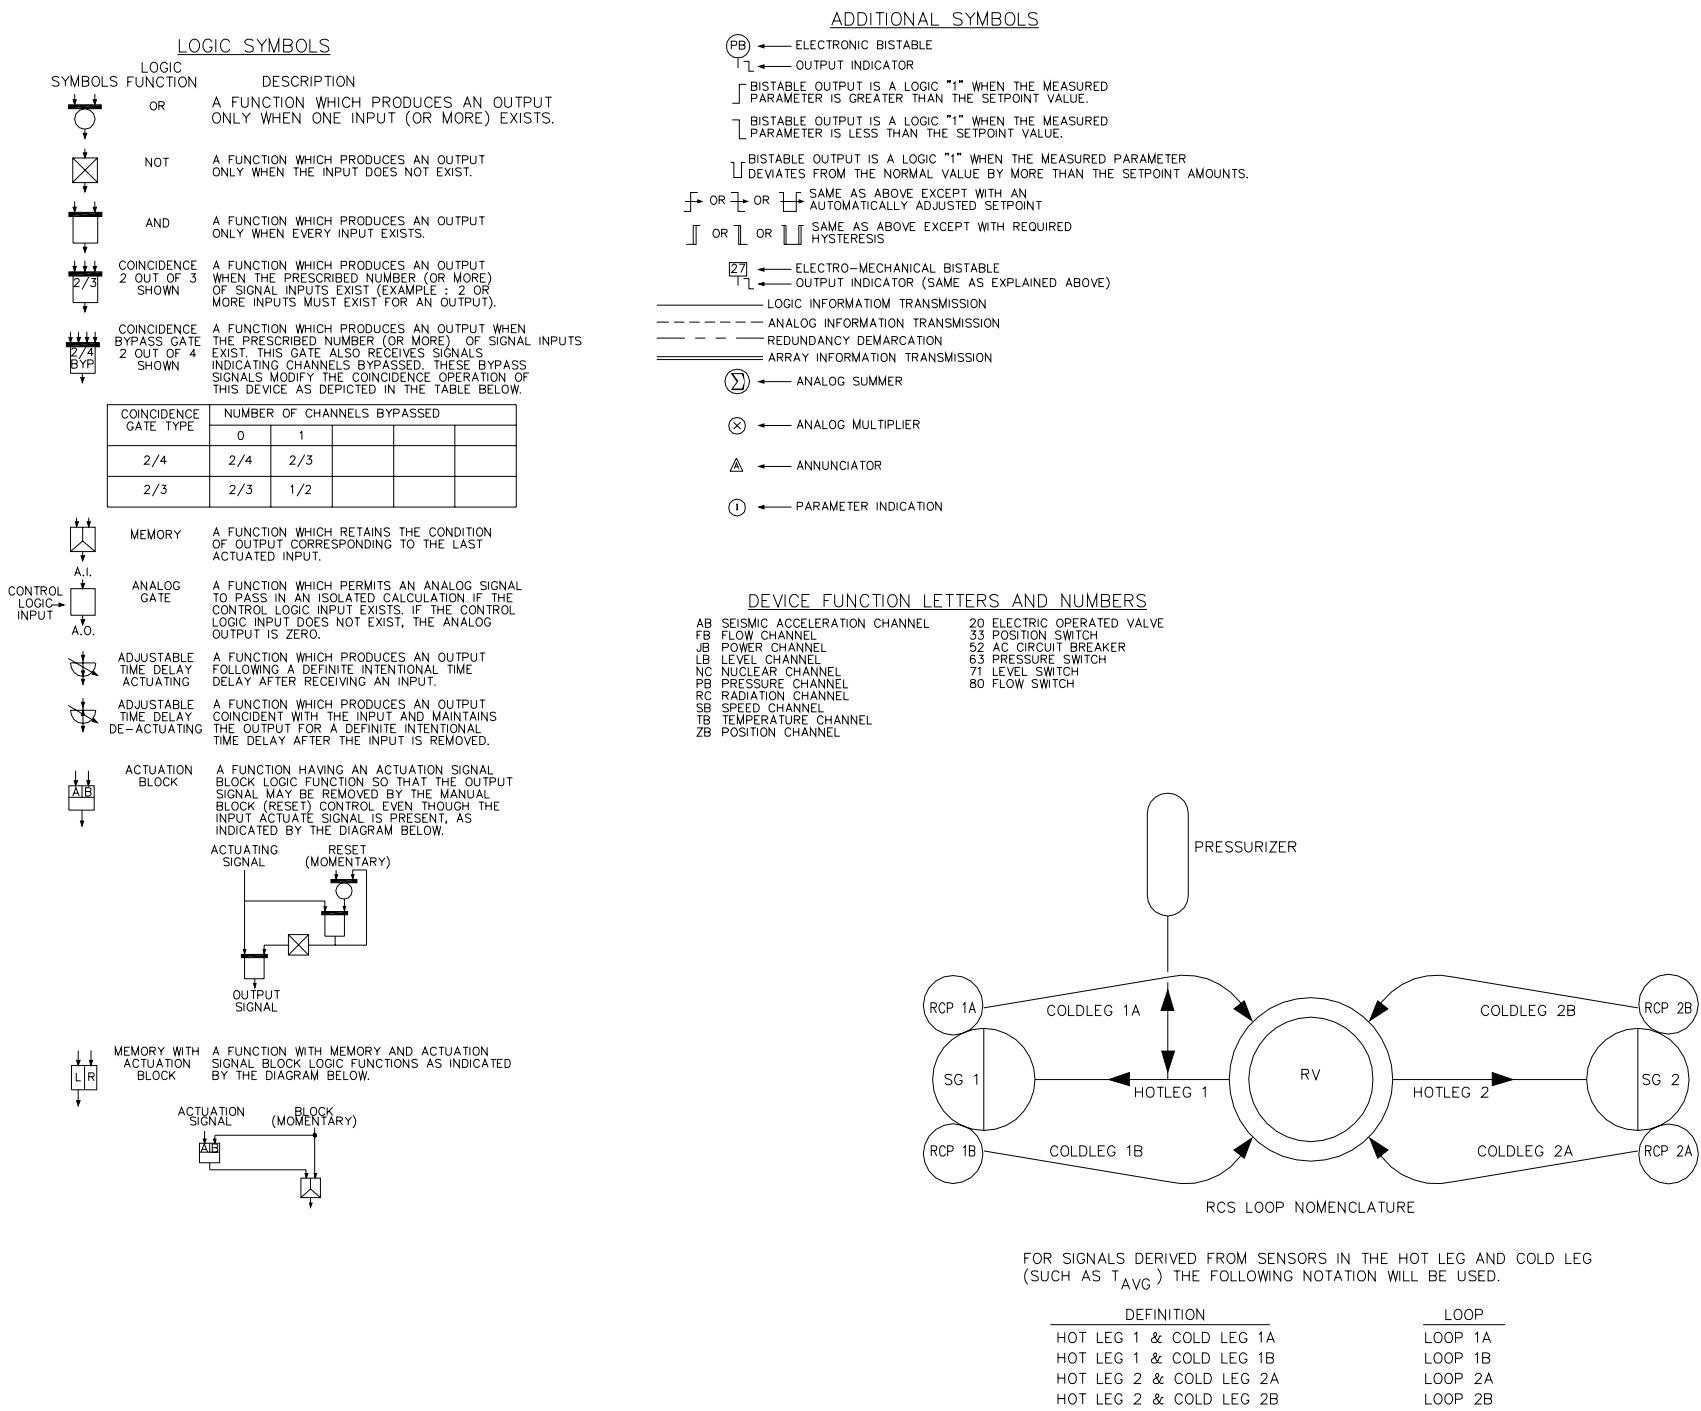 LOGIC SYMBOLS
SYMBOLS
LOGIC
FUNCTION
DESCRIPTION
OR
A FUNCTION WHICH PRODUCES AN OUTPUT
ONLY WHEN ONE INPUT (OR MORE) EXISTS.
NOT
A FUNCTION WHICH PRODUCES AN OUTPUT
ONLY WHEN THE INPUT DOES NOT EXIST.
AND
A FUNCTION WHICH PRODUCES AN OUTPUT
ONLY WHEN EVERY INPUT EXISTS.
2/3
COINCIDENCE
2 OUT OF 3
SHOWN
A FUNCTION WHICH PRODUCES AN OUTPUT
WHEN THE PRESCRIBED NUMBER (OR MORE)
OF SIGNAL INPUTS EXIST (EXAMPLE : 2 OR
MORE INPUTS MUST EXIST FOR AN OUTPUT).
2/4
BYP
COINCIDENCE
BYPASS GATE
2 OUT OF 4
SHOWN
A FUNCTION WHICH PRODUCES AN OUTPUT WHEN
THE PRESCRIBED NUMBER (OR MORE) OF SIGNAL INPUTS
EXIST. THIS GATE ALSO RECEIVES SIGNALS
INDICATING CHANNELS BYPASSED. THESE BYPASS
SIGNALS MODIFY THE COINCIDENCE OPERATION OF
THIS DEVICE AS DEPICTED IN THE TABLE BELOW.
COINCIDENCE
GATE TYPE
NUMBER OF CHANNELS BYPASSED
0 1
2/4 2/4 2/3
2/3 2/3 1/2
MEMORY
A FUNCTION WHICH RETAINS THE CONDITION
OF OUTPUT CORRESPONDING TO THE LAST
ACTUATED INPUT.
A.I.
CONTROL
LOGIC
INPUT
A.O.
ANALOG
GATE
A FUNCTION WHICH PERMITS AN ANALOG SIGNAL
TO PASS IN AN ISOLATED CALCULATION IF THE
CONTROL LOGIC INPUT EXISTS. IF THE CONTROL
LOGIC INPUT DOES NOT EXIST, THE ANALOG
OUTPUT IS ZERO.
ADJUSTABLE
TIME DELAY
ACTUATING
A FUNCTION WHICH PRODUCES AN OUTPUT
FOLLOWING A DEFINITE INTENTIONAL TIME
DELAY AFTER RECEIVING AN INPUT.
ADJUSTABLE
TIME DELAY
DE-ACTUATING
A FUNCTION WHICH PRODUCES AN OUTPUT
COINCIDENT WITH THE INPUT AND MAINTAINS
THE OUTPUT FOR A DEFINITE INTENTIONAL
TIME DELAY AFTER THE INPUT IS REMOVED.
A B
ACTUATION
BLOCK
A FUNCTION HAVING AN ACTUATION SIGNAL
BLOCK LOGIC FUNCTION SO THAT THE OUTPUT
SIGNAL MAY BE REMOVED BY THE MANUAL
BLOCK (RESET) CONTROL EVEN THOUGH THE
INPUT ACTUATE SIGNAL IS PRESENT, AS
INDICATED BY THE DIAGRAM BELOW.
ACTUATING
SIGNAL
RESET
(MOMENTARY)
OUTPUT
SIGNAL
L R
MEMORY WITH
ACTUATION
BLOCK
A FUNCTION WITH MEMORY AND ACTUATION
SIGNAL BLOCK LOGIC FUNCTIONS AS INDICATED
BY THE DIAGRAM BELOW.
ACTUATION
SIGNAL
BLOCK
(MOMENTARY)
A B
ADDITIONAL SYMBOLS
PB
ELECTRONIC BISTABLE
OUTPUT INDICATOR
BISTABLE OUTPUT IS A LOGIC "1" WHEN THE MEASURED
PARAMETER IS GREATER THAN THE SETPOINT VALUE.
BISTABLE OUTPUT IS A LOGIC "1" WHEN THE MEASURED
PARAMETER IS LESS THAN THE SETPOINT VALUE.
BISTABLE OUTPUT IS A LOGIC "1" WHEN THE MEASURED PARAMETER
DEVIATES FROM THE NORMAL VALUE BY MORE THAN THE SETPOINT AMOUNTS.
OR OR SAME AS ABOVE EXCEPT WITH AN
AUTOMATICALLY ADJUSTED SETPOINT
OR OR SAME AS ABOVE EXCEPT WITH REQUIRED
HYSTERESIS
27
ELECTRO-MECHANICAL BISTABLE
OUTPUT INDICATOR (SAME AS EXPLAINED ABOVE)
LOGIC INFORMATIOM TRANSMISSION
ANALOG INFORMATION TRANSMISSION
REDUNDANCY DEMARCATION
ARRAY INFORMATION TRANSMISSION
Σ ANALOG SUMMER
ANALOG MULTIPLIER
A ANNUNCIATOR
I PARAMETER INDICATION
DEVICE FUNCTION LETTERS AND NUMBERS
AB SEISMIC ACCELERATION CHANNEL
FB FLOW CHANNEL
JB POWER CHANNEL
LB LEVEL CHANNEL
NC NUCLEAR CHANNEL
PB PRESSURE CHANNEL
RC RADIATION CHANNEL
SB SPEED CHANNEL
TB TEMPERATURE CHANNEL
ZB POSITION CHANNEL
20 ELECTRIC OPERATED VALVE
33 POSITION SWITCH
52 AC CIRCUIT BREAKER
63 PRESSURE SWITCH
71 LEVEL SWITCH
80 FLOW SWITCH
PRESSURIZER
RCP 1A
COLDLEG 1A
COLDLEG 2B
RCP 2B
SG 1
HOTLEG 1
RV
HOTLEG 2
SG 2
RCP 1B
COLDLEG 1B
COLDLEG 2A
RCP 2A
RCS LOOP NOMENCLATURE
FOR SIGNALS DERIVED FROM SENSORS IN THE HOT LEG AND COLD LEG
(SUCH AS TAVG ) THE FOLLOWING NOTATION WILL BE USED.
DEFINITION LOOP
HOT LEG 1 & COLD LEG 1A LOOP 1A
HOT LEG 1 & COLD LEG 1B LOOP 1B
HOT LEG 2 & COLD LEG 2A LOOP 2A
HOT LEG 2 & COLD LEG 2B LOOP 2B